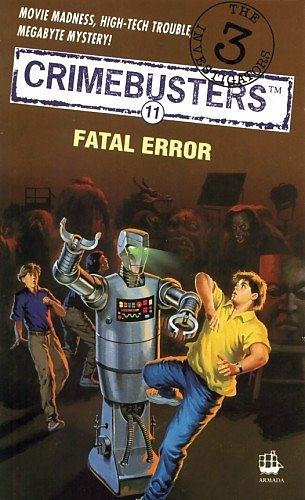 MOVIE MADNESS, HIGH-TECH TROUBLE
MEGABYTE MYSTERY!
THE
3
INVESTIGATORS
CRIMEBUSTERS™
11
FATAL ERROR
ARMADA